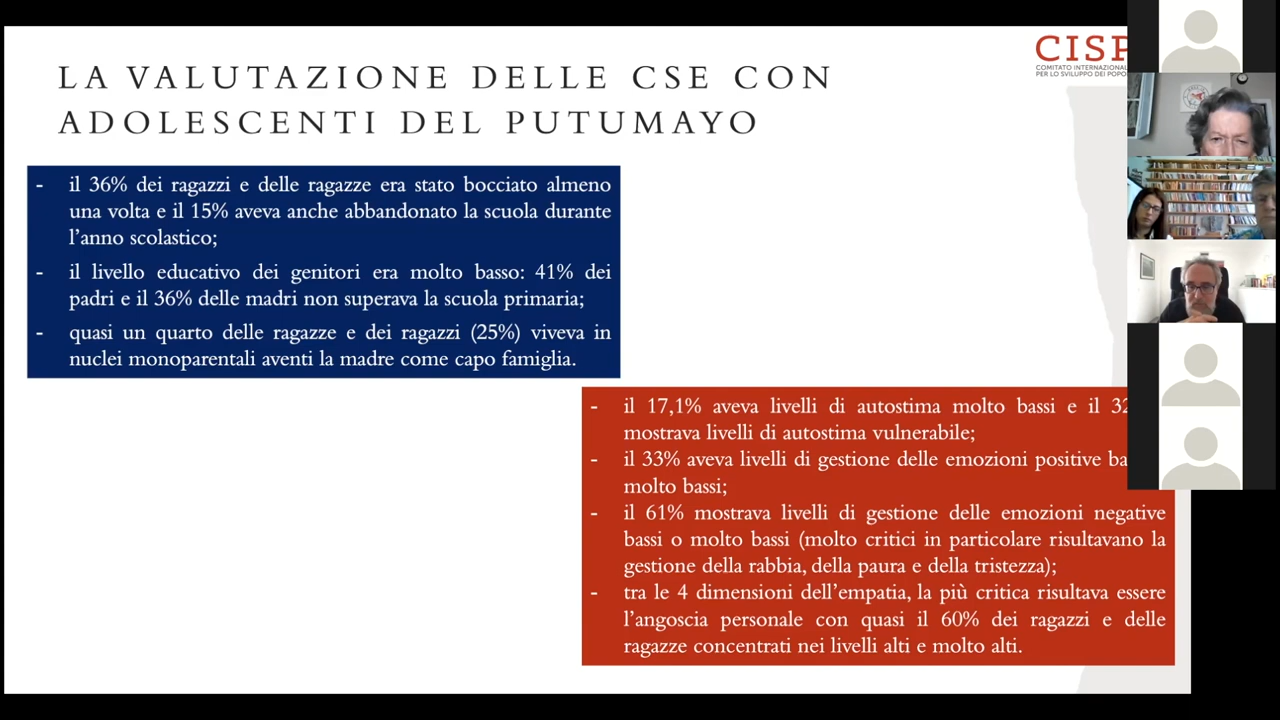 LA VALUTAZIONE DELLE CSE CON
ADOLESCENTI DEL PUTUMAYO
CISP
COMITATO INTERNAZIONAL
PER LO SVILUPPO DEI POPO
- il 36% dei ragazzi e delle ragazze era stato bocciato almeno
una volta e il 15% aveva anche abbandonato la scuola durante
l’anno scolastico;
- il livello educativo dei genitori era molto basso: 41% dei
padri e il 36% delle madri non superava la scuola primaria;
- quasi un quarto delle ragazze e dei ragazzi (25%) viveva in
nuclei monoparentali aventi la madre come capo famiglia.
- il 17,1% aveva livelli di autostima molto bassi e il
mostrava livelli di autostima vulnerabile;
- il 33% aveva livelli di gestione delle emozioni positive
molto bassi;
- il 61% mostrava livelli di gestione delle emozioni negative
bassi o molto bassi (molto critici in particolare risultavano la
gestione della rabbia, della paura e della tristezza);
- tra le 4 dimensioni dell’empatia, la più critica risultava essere
l’angoscia personale con quasi il 60% dei ragazzi e delle
ragazze concentrati nei livelli alti e molto alti.